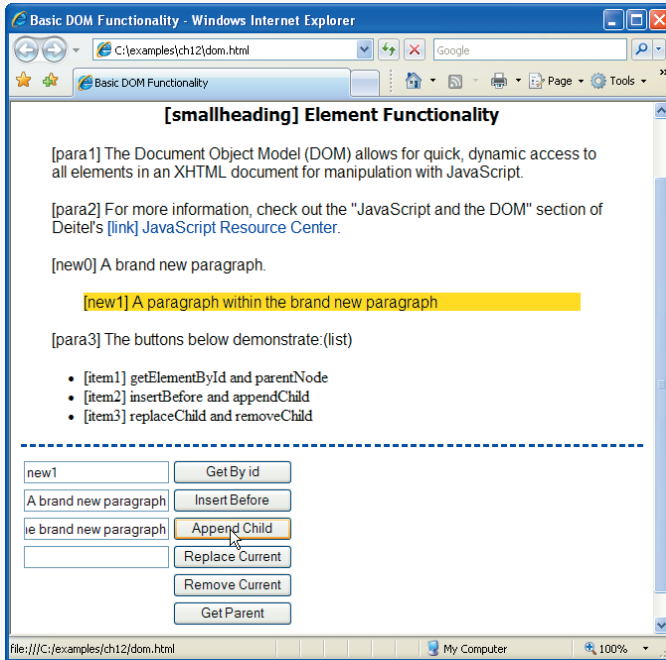 Basic DOM Functionality - Windows Internet Explorer
C:\examples\ch12\dom.html
Google
Basic DOM Functionality
Page
Tools
»
[smallheading] Element Functionality
[para1] The Document Object Model (DOM) allows for quick, dynamic access to
all elements in an XHTML document for manipulation with JavaScript.
[para2] For more information, check out the "JavaScript and the DOM" section of
Deitel's [link] JavaScript Resource Center.
[new0] A brand new paragraph.
[new1] A paragraph within the brand new paragraph
[para3] The buttons below demonstrate:(list)
• [item1] getElementById and parentNode
• [item2] insertBefore and appendChild
• [item3] replaceChild and removeChild
new1 Get By id
A brand new paragraph Insert Before
e brand new paragraph Append Child
Replace Current
Remove Current
Get Parent
file:///C:/examples/ch12/dom.html My Computer 100%